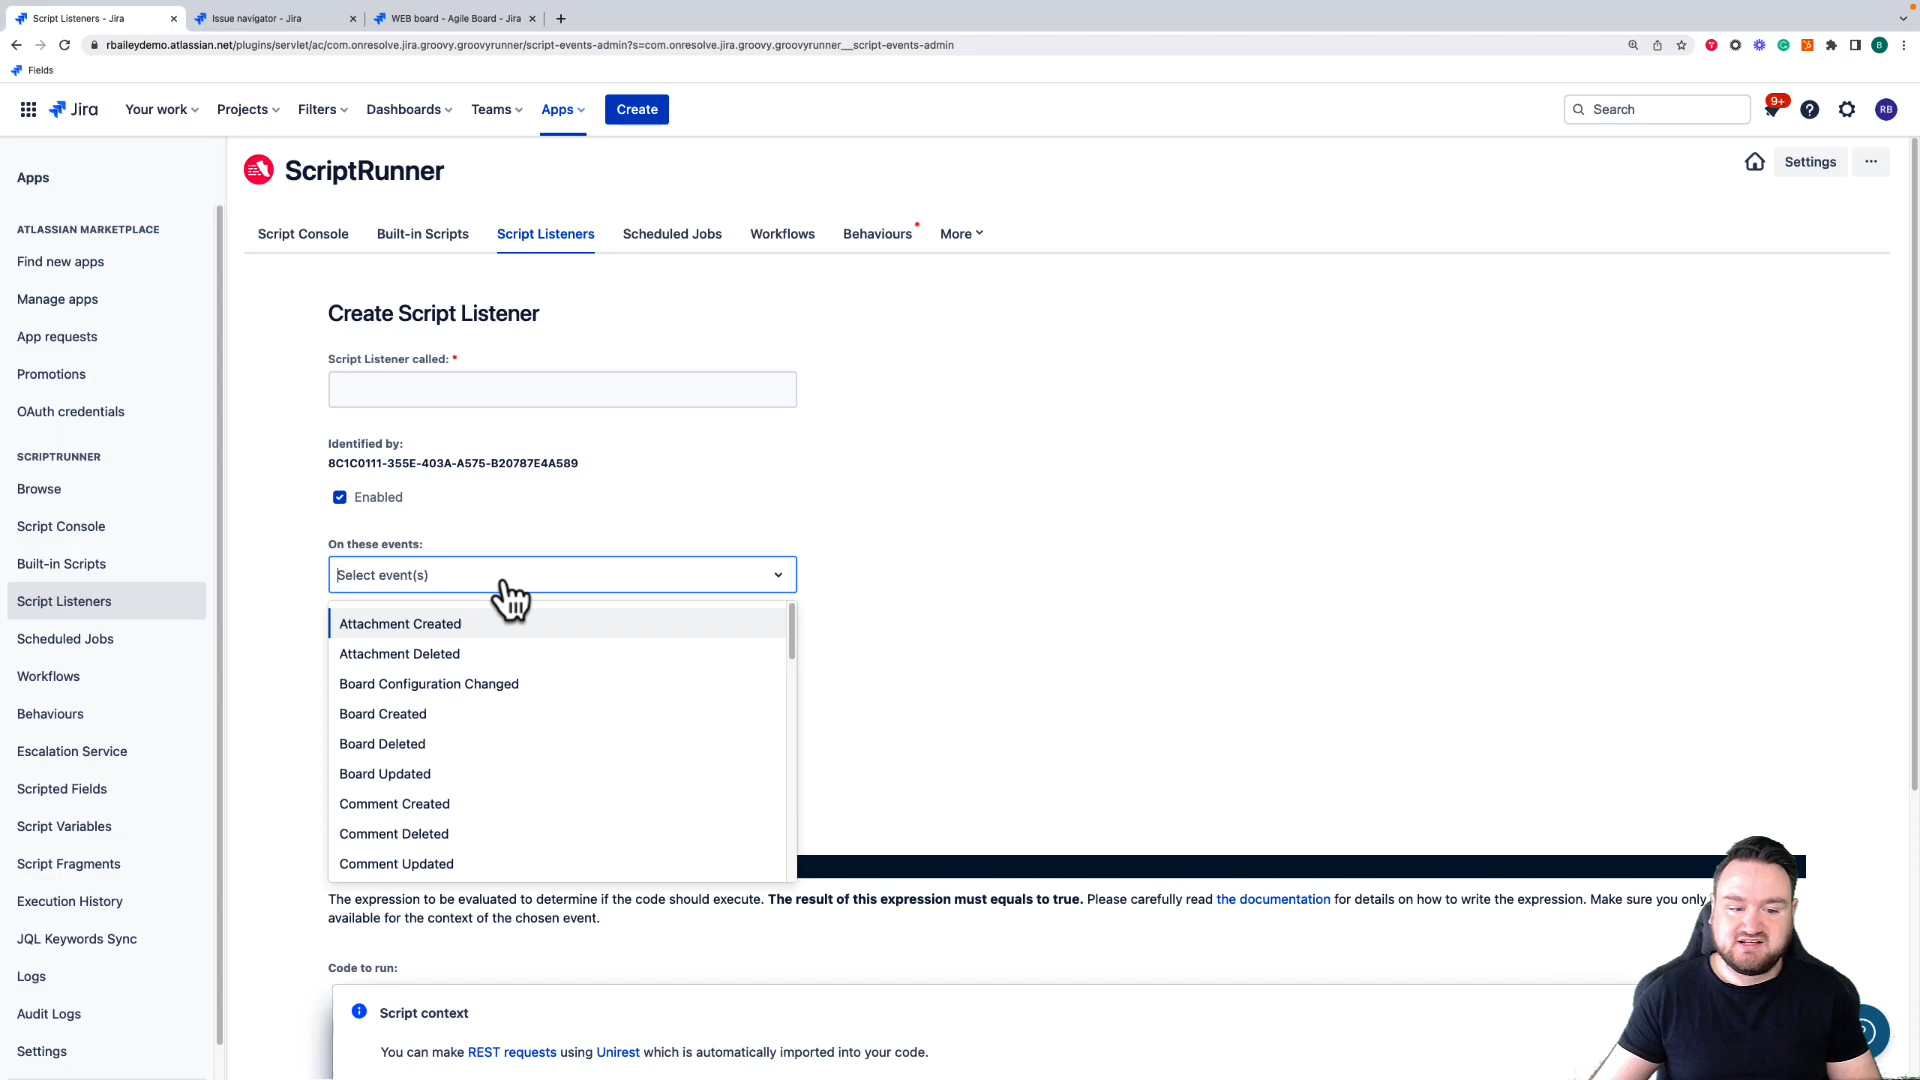 Script Listeners - Jira
Issue navigator - Jira
WEB board - Agile Board - Jira
rbaileydemo.atlassian.net/plugins/servlet/ac/com.onresolve.jira.groovy.groovyrunner/script-events-admin?s=com.onresolve.jira.groovy.groovyrunner__script-events-admin
B
Fields
Jira
Your work
Projects
Filters
Dashboards
Teams
Apps
Create
Search
9+
RB
Apps
ATLASSIAN MARKETPLACE
Find new apps
Manage apps
App requests
Promotions
OAuth credentials
SCRIPTRUNNER
Browse
Script Console
Built-in Scripts
Script Listeners
Scheduled Jobs
Workflows
Behaviours
Escalation Service
Scripted Fields
Script Variables
Script Fragments
Execution History
JQL Keywords Sync
Logs
Audit Logs
Settings
ScriptRunner
Settings
Script Console
Built-in Scripts
Script Listeners
Scheduled Jobs
Workflows
Behaviours
More
Create Script Listener
Script Listener called: *
Identified by:
8C1C0111-355E-403A-A575-B20787E4A589
Enabled
On these events:
Select event(s)
Attachment Created
Attachment Deleted
Board Configuration Changed
Board Created
Board Deleted
Board Updated
Comment Created
Comment Deleted
Comment Updated
The expression to be evaluated to determine if the code should execute. The result of this expression must equals to true. Please carefully read the documentation for details on how to write the expression. Make sure you only
available for the context of the chosen event.
Code to run:
Script context
You can make REST requests using Unirest which is automatically imported into your code.